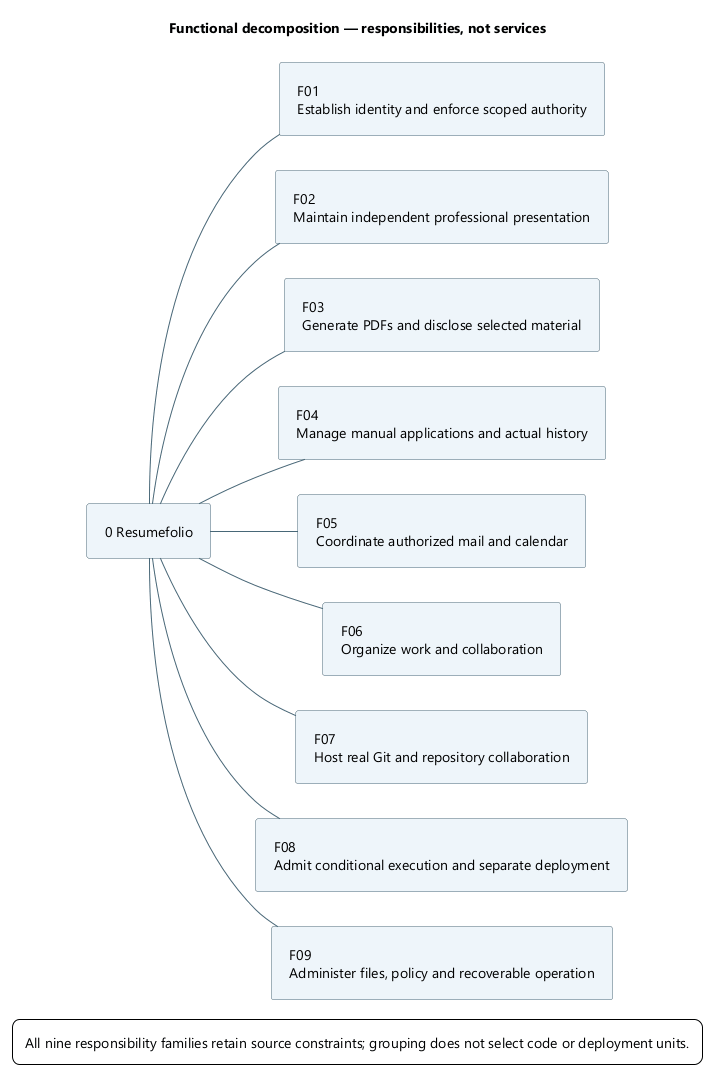 Functional decomposition — responsibilities, not services
F01
Establish identity and enforce scoped authority
F02
Maintain independent professional presentation
F03
Generate PDFs and disclose selected material
F04
Manage manual applications and actual history
0 Resumefolio
F05
Coordinate authorized mail and calendar
F06
Organize work and collaboration
F07
Host real Git and repository collaboration
F08
Admit conditional execution and separate deployment
F09
Administer files, policy and recoverable operation
All nine responsibility families retain source constraints; grouping does not select code or deployment units.